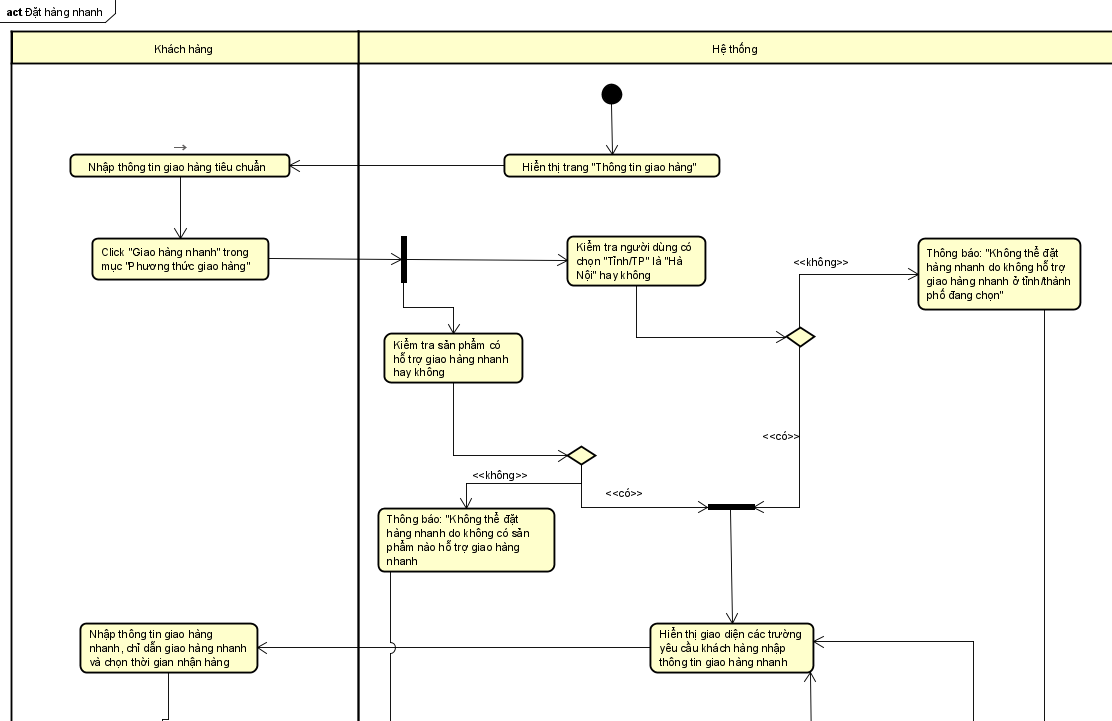 act Đặt hàng nhanh
Khách hàng
Hệ thống
Nhập thông tin giao hàng tiêu chuẩn
Hiển thị trang "Thông tin giao hàng"
Click "Giao hàng nhanh" trong
mục "Phương thức giao hàng"
Kiểm tra người dùng có
chọn "Tỉnh/TP" là "Hà
Nội" hay không
<<không>>
Thông báo: "Không thể đặt
hàng nhanh do không hỗ trợ
giao hàng nhanh ở tỉnh/thành
phố đang chọn"
Kiểm tra sản phẩm có
hỗ trợ giao hàng nhanh
hay không
<<có>>
<<không>>
<<có>>
Thông báo: "Không thể đặt
hàng nhanh do không có sản
phẩm nào hỗ trợ giao hàng
nhanh
Nhập thông tin giao hàng
nhanh, chỉ dẫn giao hàng nhanh
và chọn thời gian nhận hàng
Hiển thị giao diện các trường
yêu cầu khách hàng nhập
thông tin giao hàng nhanh